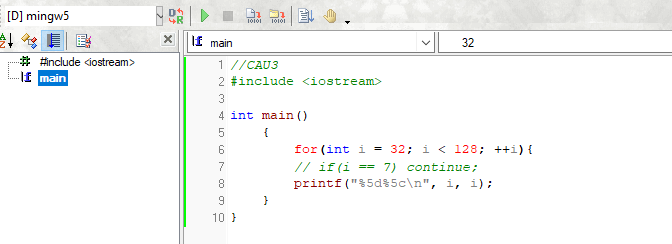 [D] mingw5
#include <iostream>
main
main
32
1 //CAU3
2 #include <iostream>
3
4 int main()
5 {
6 for(int i = 32; i < 128; ++i){
7 // if(i == 7) continue;
8 printf("%5d%5c\n", i, i);
9 }
10 }